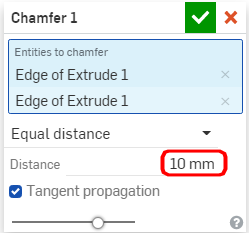 Chamfer 1
Entities to chamfer
Edge of Extrude 1
Edge of Extrude 1
Equal distance
Distance 10 mm
Tangent propagation